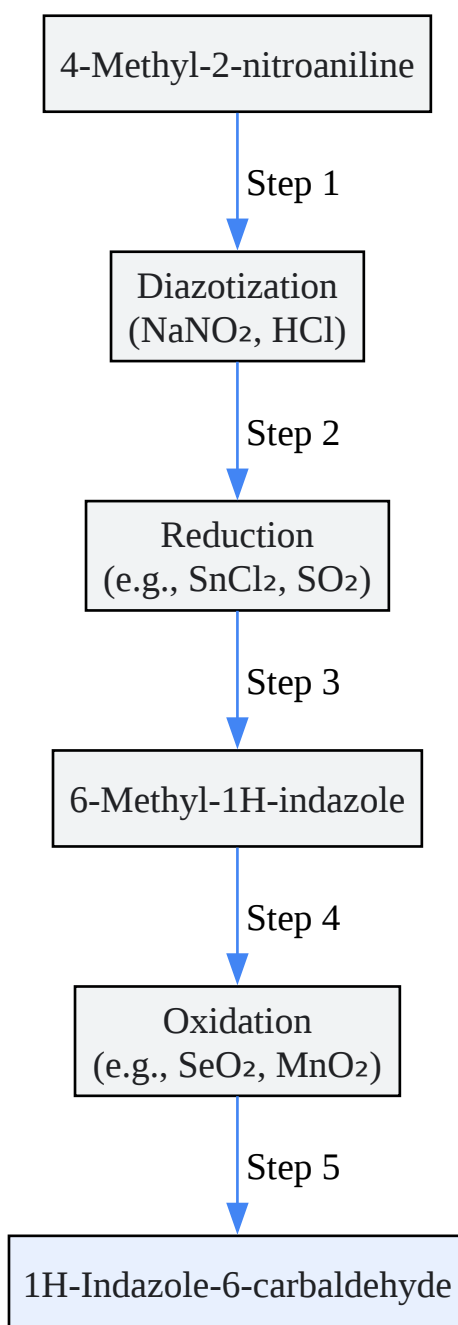 4-Methyl-2-nitroaniline
Step 1
Diazotization
(NaNO₂, HCl)
Step 2
Reduction
(e.g., SnCl₂, SO₂)
Step 3
6-Methyl-1H-indazole
Step 4
Oxidation
(e.g., SeO₂, MnO₂)
Step 5
1H-Indazole-6-carbaldehyde